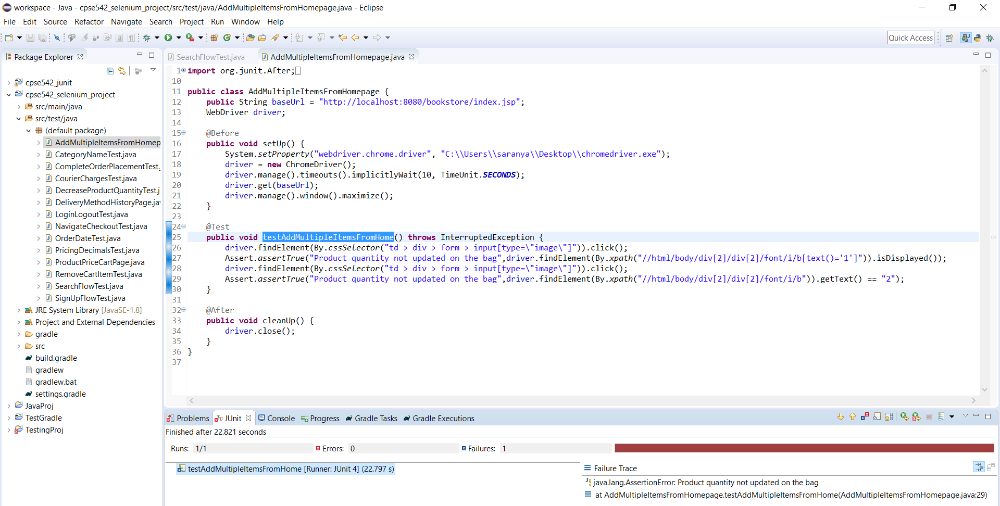 workspace - Java - cpse542_selenium_project/src/test/java/AddMultipleItemsFromHomepage.java - Eclipse
File Edit Source Refactor Navigate Search Project Run Window Help
Quick Access
Package Explorer
cpse542_junit
cpse542_selenium_project
src/main/java
src/test/java
(default package)
AddMultipleItemsFromHomep
CategoryNameTest.java
CompleteOrderPlacementTest.
CourierChargesTest.java
DecreaseProductQuantityTest.j
DeliveryMethodHistoryPage.jav
LoginLogoutTest.java
NavigateCheckoutTest.java
OrderDateTest.java
PricingDecimalsTest.java
ProductPriceCartPage.java
RemoveCartItemTest.java
SearchFlowTest.java
SignUpFlowTest.java
JRE System Library [JavaSE-1.8]
Project and External Dependencies
gradle
src
build.gradle
gradlew
gradlew.bat
settings.gradle
JavaProj
TestGradle
TestingProj
SearchFlowTest.java AddMultipleItemsFromHomepage.java
1 import org.junit.After;
10
11 public class AddMultipleItemsFromHomepage {
12 public String baseUrl = "http://localhost:8080/bookstore/index.jsp";
13 WebDriver driver;
14
15 @Before
16 public void setUp() {
17 System.setProperty("webdriver.chrome.driver", "C:\\Users\\saranya\\Desktop\\chromedriver.exe");
18 driver = new ChromeDriver();
19 driver.manage().timeouts().implicitlyWait(10, TimeUnit.SECONDS);
20 driver.get(baseUrl);
21 driver.manage().window().maximize();
22 }
23
24 @Test
25 public void testAddMultipleItemsFromHome() throws InterruptedException {
26 driver.findElement(By.cssSelector("td > div > form > input[type=\"image\"]")).click();
27 Assert.assertTrue("Product quantity not updated on the bag",driver.findElement(By.xpath("//html/body/div[2]/div[2]/font/i/b[text()='1']")).isDisplayed());
28 driver.findElement(By.cssSelector("td > div > form > input[type=\"image\"]")).click();
29 Assert.assertTrue("Product quantity not updated on the bag",driver.findElement(By.xpath("//html/body/div[2]/div[2]/font/i/b")).getText() == "2");
30 }
31
32 @After
33 public void cleanUp() {
34 driver.close();
35 }
36 }
37
Problems JUnit Console Progress Gradle Tasks Gradle Executions
Finished after 22.821 seconds
Runs: 1/1 Errors: 0 Failures: 1
testAddMultipleItemsFromHome [Runner: JUnit 4] (22.797 s)
Failure Trace
java.lang.AssertionError: Product quantity not updated on the bag
at AddMultipleItemsFromHomepage.testAddMultipleItemsFromHome(AddMultipleItemsFromHomepage.java:29)